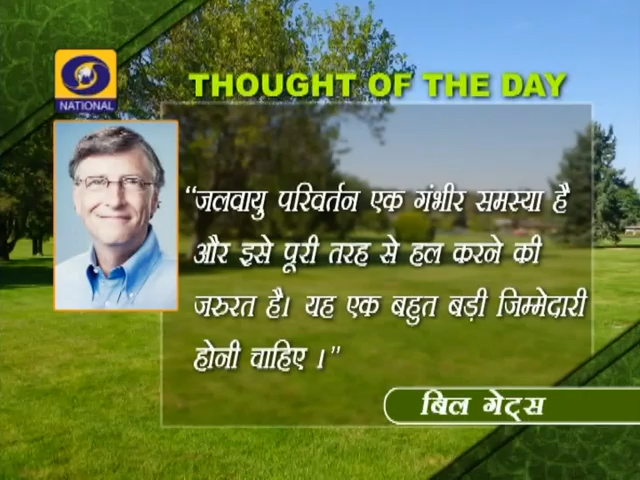 NATIONAL
THOUGHT OF THE DAY
“जलवायु परिवर्तन एक गंभीर समस्या है
और इसे पूरी तरह से हल करने की
जरुरत है। यह एक बहुत बड़ी जिम्मेदारी
होनी चाहिए ।”
बिल गेट्स